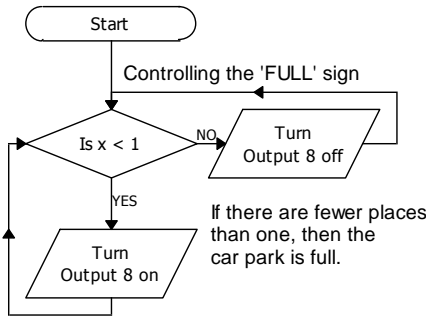 Start
Controlling the 'FULL' sign
Is x < 1
NO
Turn
Output 8 off
YES
If there are fewer places
than one, then the
car park is full.
Turn
Output 8 on